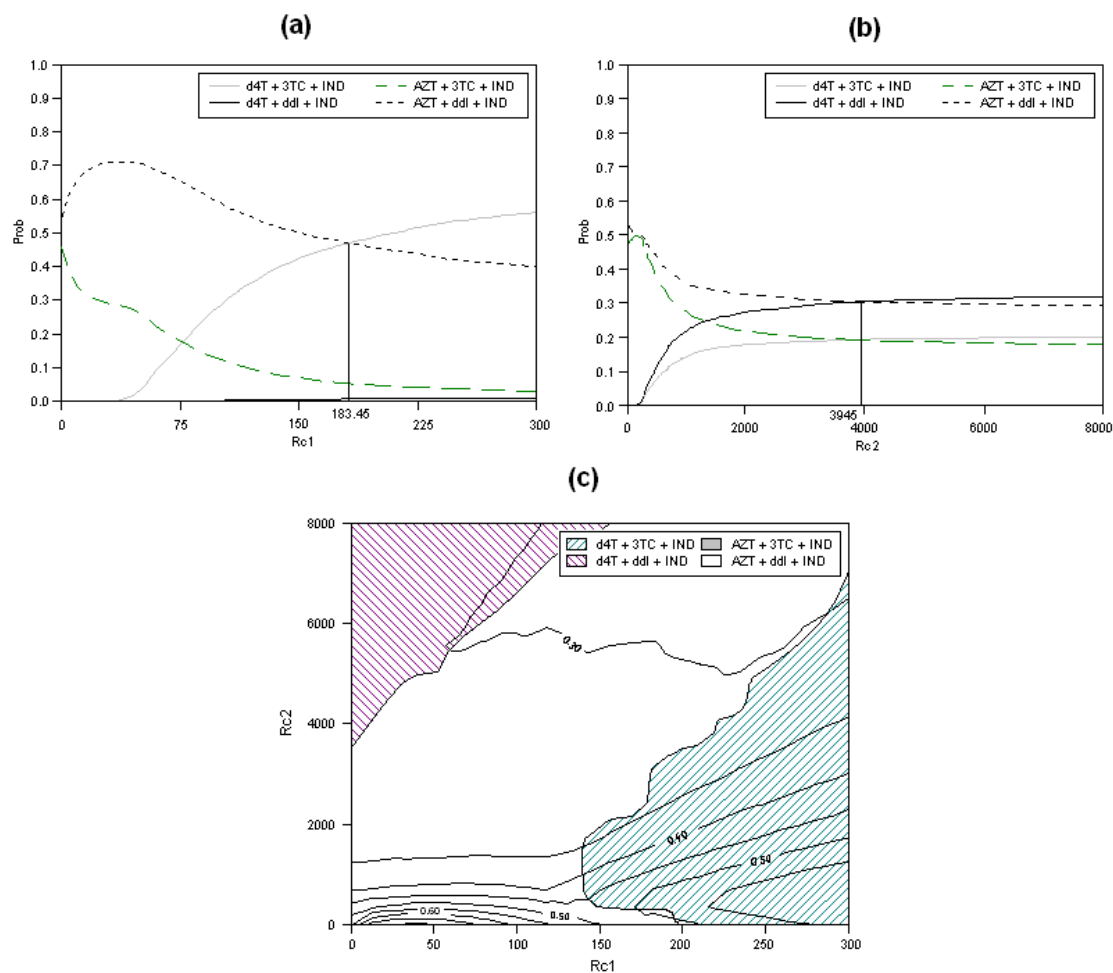 (a)
1.0
0.9
0.8
0.7
0.6
0.5
0.4
0.3
0.2
0.1
0.0
Prob
d4T + 3TC + IND
AZT + 3TC + IND
d4T + ddI + IND
AZT + ddI + IND
0
75
150
183.45
225
300
Rc1
(b)
1.0
0.9
0.8
0.7
0.6
0.5
0.4
0.3
0.2
0.1
0.0
Prob
d4T + 3TC + IND
AZT + 3TC + IND
d4T + ddI + IND
AZT + ddI + IND
0
2000
3945
4000
6000
8000
Rc2
(c)
8000
6000
4000
2000
0
Rc2
d4T + 3TC + IND
AZT + 3TC + IND
d4T + ddI + IND
AZT + ddI + IND
0.30
0.40
0.50
0.60
0.50
0
50
100
150
200
250
300
Rc1